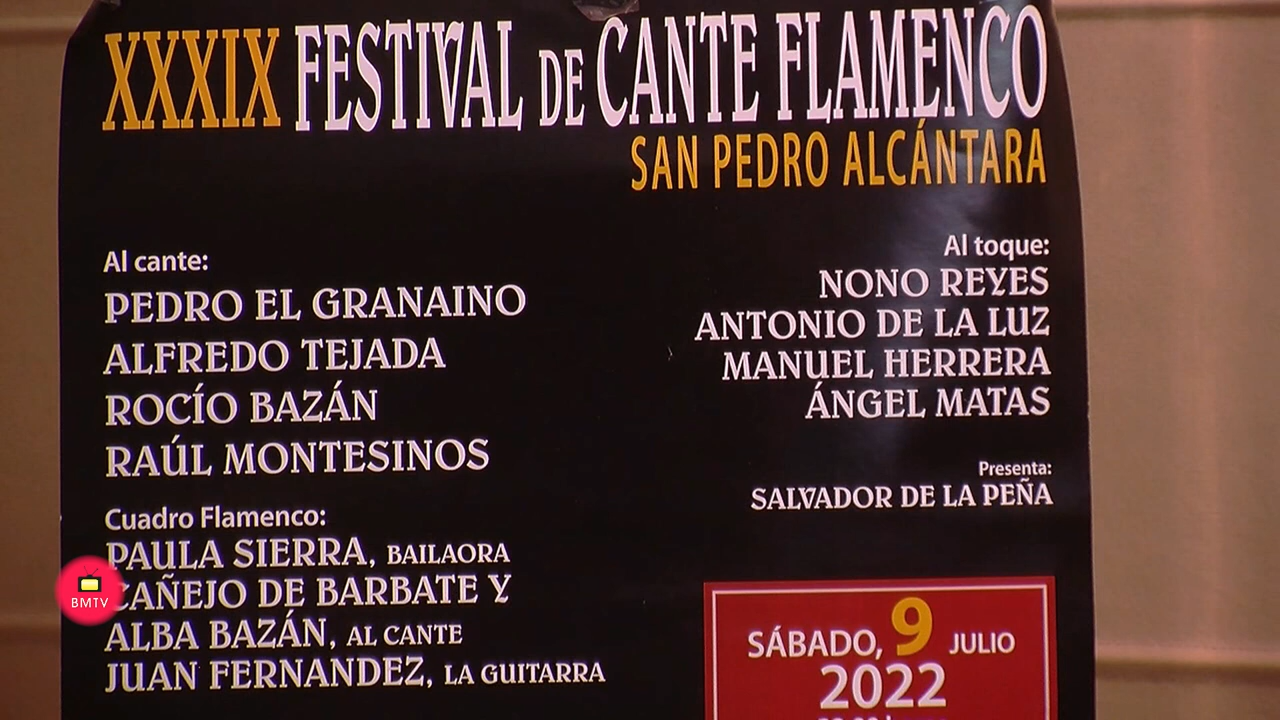 XXXIX FESTIVAL DE CANTE FLAMENCO
SAN PEDRO ALCÁNTARA
Al cante:
PEDRO EL GRANAINO
ALFREDO TEJADA
ROCÍO BAZÁN
RAÚL MONTESINOS
Cuadro Flamenco:
PAULA SIERRA, BAILAORA
CAÑEJO DE BARBATE Y
ALBA BAZÁN, AL CANTE
JUAN FERNANDEZ, LA GUITARRA
Al toque:
NONO REYES
ANTONIO DE LA LUZ
MANUEL HERRERA
ÁNGEL MATAS
Presenta:
SALVADOR DE LA PEÑA
SÁBADO, 9 JULIO
2022
BMTV